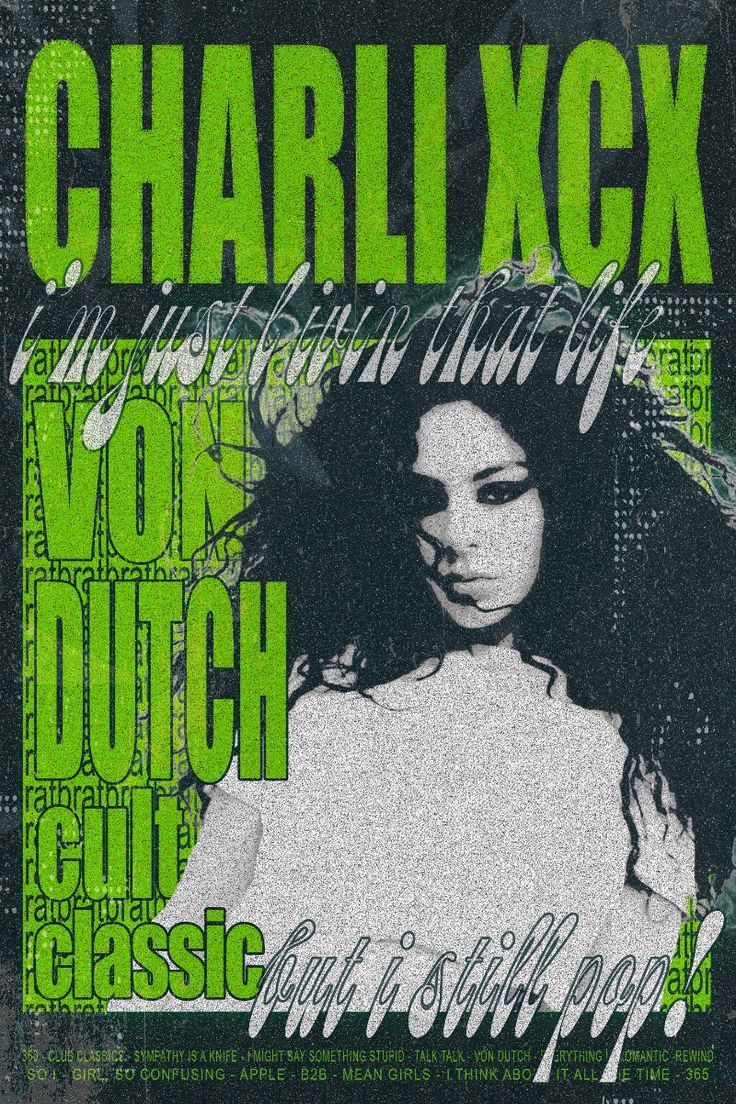 CHARLI XCX
i'm just livin that life
VON
DUTCH
cult
classic
but i still pop!
360 - CLUB CLASSICS - SYMPATHY IS A KNIFE - I MIGHT SAY SOMETHING STUPID - TALK TALK - VON DUTCH - EVERYTHING IS ROMANTIC - REWIND
SO I - GIRL, SO CONFUSING - APPLE - B2B - MEAN GIRLS - I THINK ABOUT IT ALL THE TIME - 365